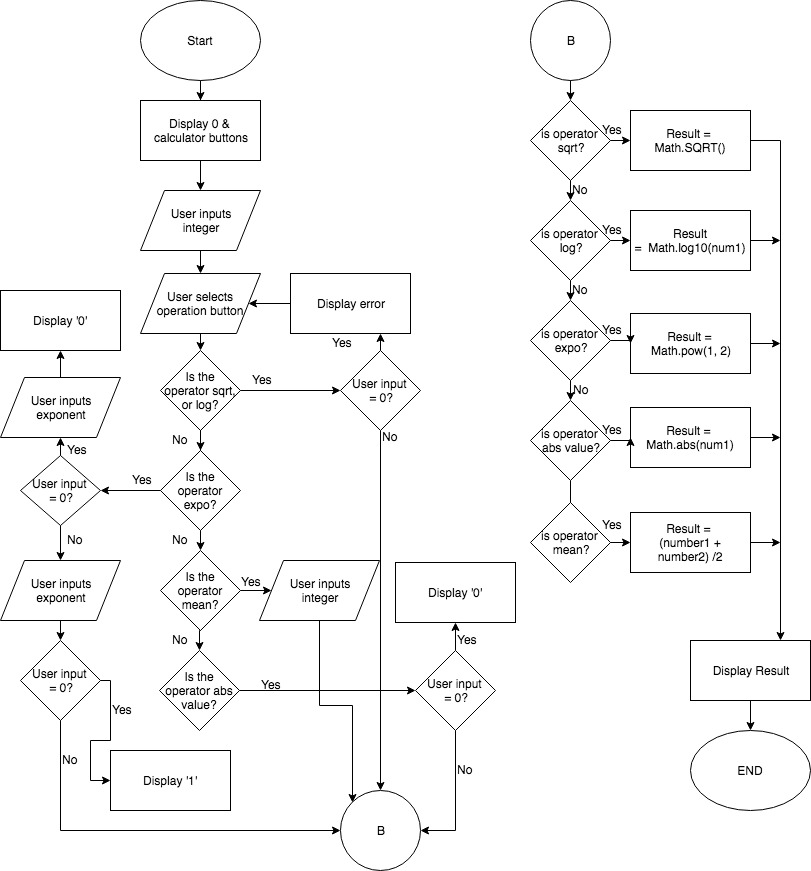 Start
Display 0 &
calculator buttons
User inputs
integer
User selects
operation button
Display error
Display '0'
Yes
Is the
operator sqrt,
or log?
Yes
User input
= 0?
User inputs
exponent
No
No
Yes
User input
= 0?
Yes
Is the
operator
expo?
No
No
User inputs
exponent
Is the
operator
mean?
Yes
User inputs
integer
Display '0'
No
Yes
User input
= 0?
Is the
operator abs
value?
Yes
User input
= 0?
Yes
No
Display '1'
No
B
B
is operator
sqrt?
Yes
Result =
Math.SQRT()
No
is operator
log?
Yes
Result
= Math.log10(num1)
No
is operator
expo?
Yes
Result =
Math.pow(1, 2)
No
is operator
abs value?
Yes
Result =
Math.abs(num1)
is operator
mean?
Yes
Result =
(number1 +
number2) /2
Display Result
END